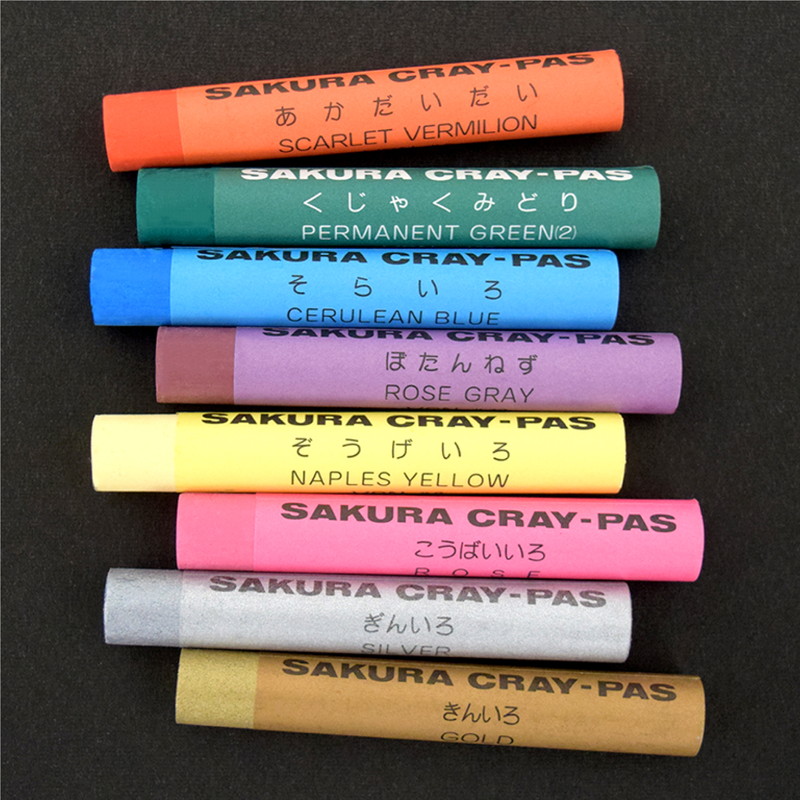 SAKURA CRAY-PAS
あかだいだい
SCARLET VERMILION
SAKURA CRAY-PAS
くじゃくみどり
PERMANENT GREEN(2)
SAKURA CRAY-PAS
そらいろ
CERULEAN BLUE
SAKURA CRAY-PAS
ぼたんねず
ROSE GRAY
SAKURA CRAY-PAS
ぞうげいろ
NAPLES YELLOW
SAKURA CRAY-PAS
こうばいいろ
ROSE
SAKURA CRAY-PAS
ぎんいろ
SILVER
SAKURA CRAY-PAS
きんいろ
GOLD